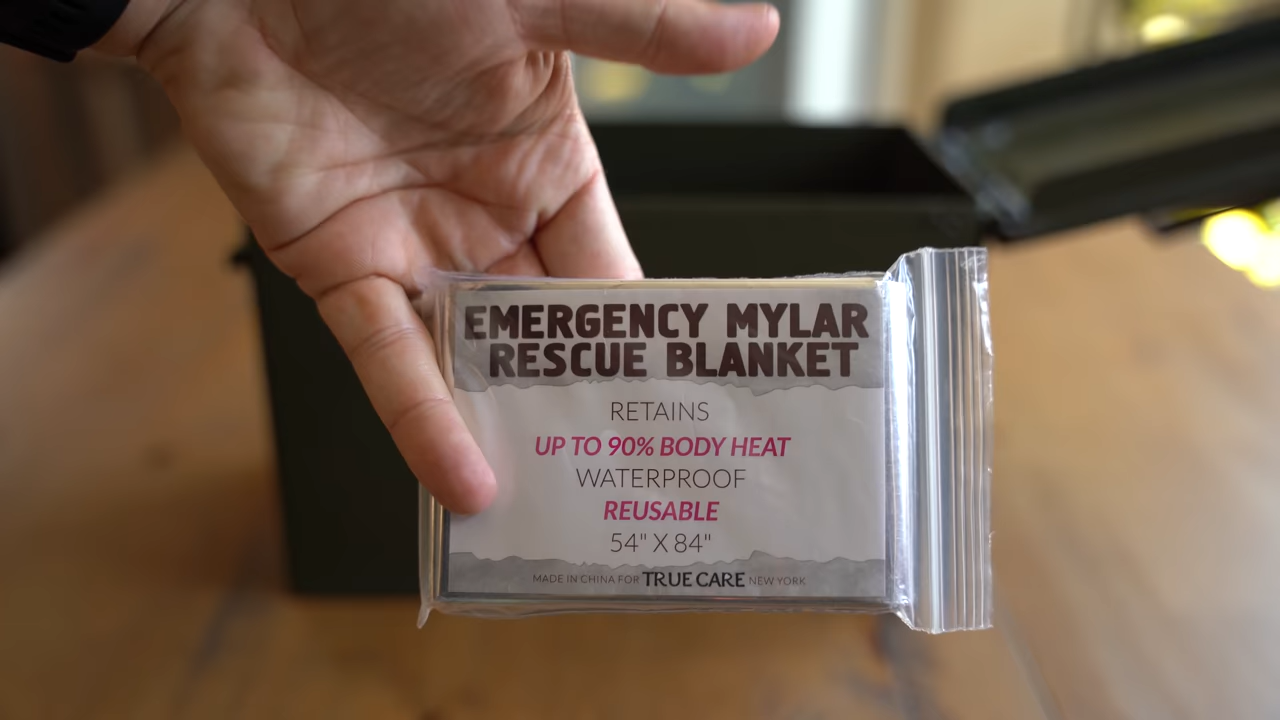 EMERGENCY MYLAR
RESCUE BLANKET
RETAINS
UP TO 90% BODY HEAT
WATERPROOF
REUSABLE
54" X 84"
MADE IN CHINA FOR TRUE CARE NEW YORK